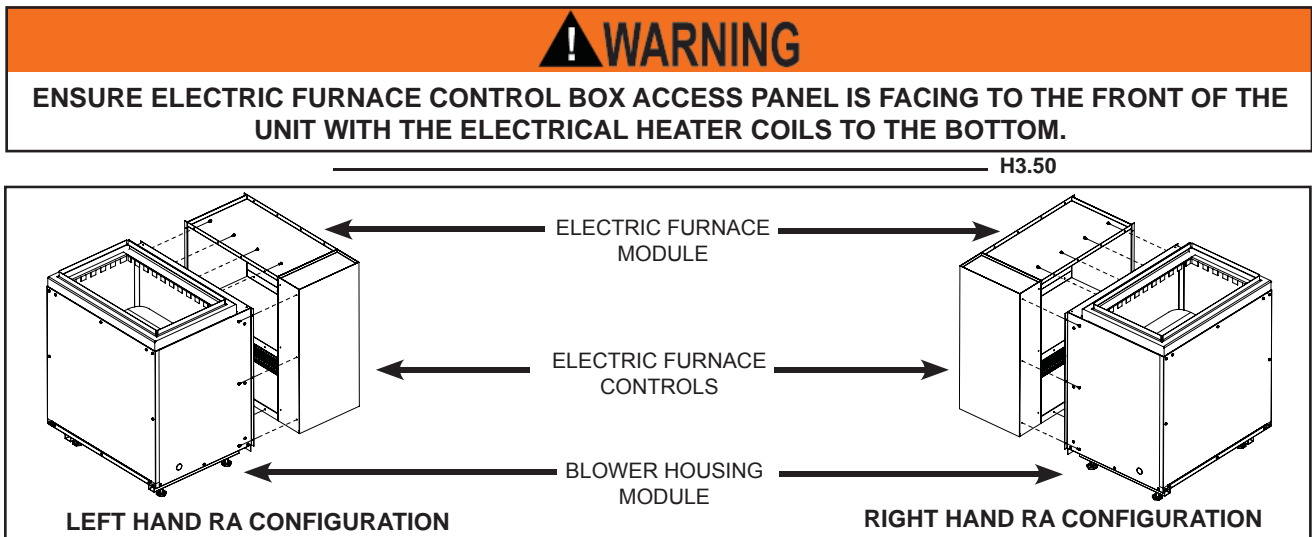 WARNING
ENSURE ELECTRIC FURNACE CONTROL BOX ACCESS PANEL IS FACING TO THE FRONT OF THE
UNIT WITH THE ELECTRICAL HEATER COILS TO THE BOTTOM.
H3.50
ELECTRIC FURNACE
MODULE
ELECTRIC FURNACE
CONTROLS
BLOWER HOUSING
MODULE
LEFT HAND RA CONFIGURATION
RIGHT HAND RA CONFIGURATION